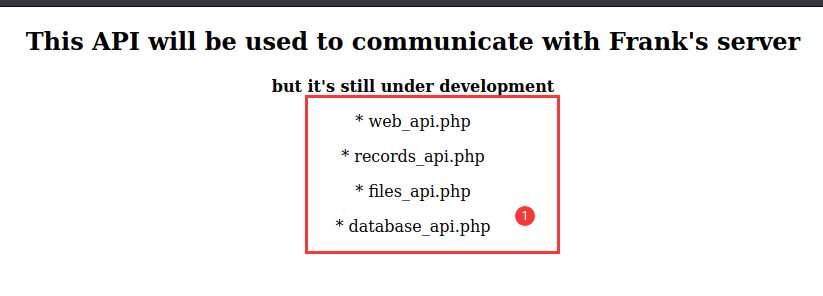 This API will be used to communicate with Frank's server
but it's still under development
* web_api.php
* records_api.php
* files_api.php
* database_api.php
1